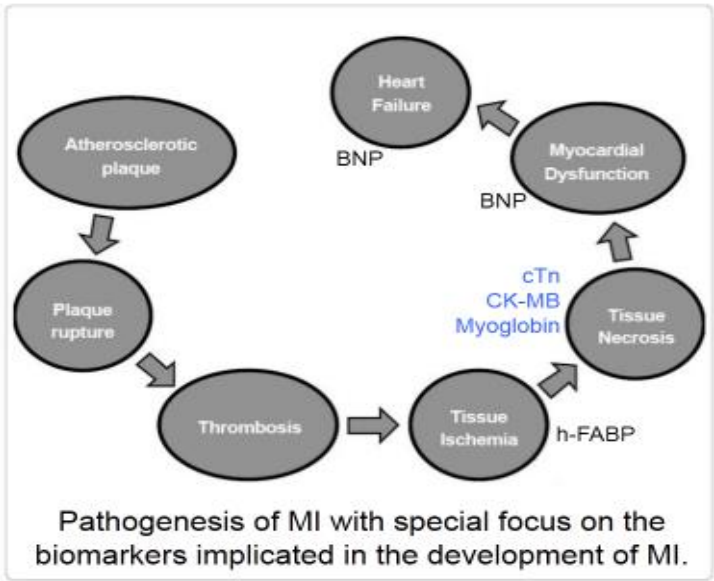 Atherosclerotic
plaque
Plaque
rupture
Thrombosis
Tissue
Ischemia
h-FABP
Tissue
Necrosis
cTn
CK-MB
Myoglobin
Myocardial
Dysfunction
BNP
Heart
Failure
BNP
Pathogenesis of MI with special focus on the
biomarkers implicated in the development of MI.